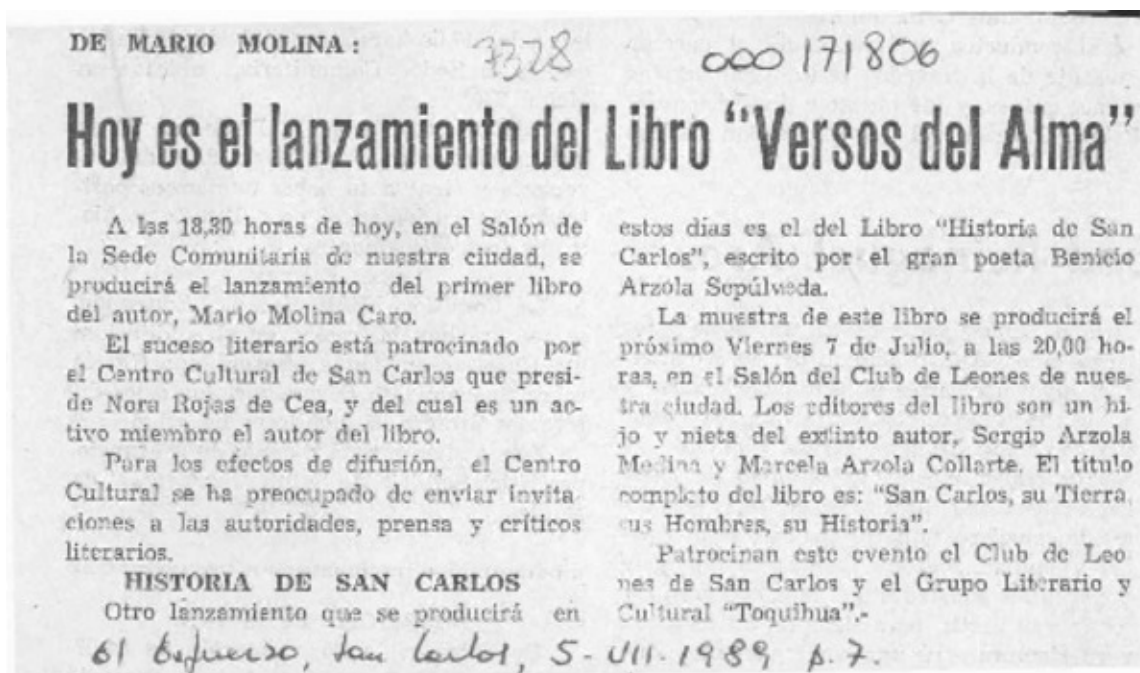 DE MARIO MOLINA:
7328
000171806
Hoy es el lanzamiento del Libro "Versos del Alma"
A las 18,30 horas de hoy, en el Salón de
la Sede Comunitaria de nuestra ciudad, se
producirá el lanzamiento del primer libro
del autor, Mario Molina Caro.
El suceso literario está patrocinado por
el Centro Cultural de San Carlos que presi-
de Nora Rojas de Cea, y del cual es un ac-
tivo miembro el autor del libro.
Para los efectos de difusión, el Centro
Cultural se ha preocupado de enviar invita
ciones a las autoridades, prensa y críticos
literarios.
HISTORIA DE SAN CARLOS
Otro lanzamiento que se producirá en
estos días es el del Libro "Historia de San
Carlos", escrito por el gran poeta Benicio
Arzola Sepúlveda.
La muestra de este libro se producirá el
próximo Viernes 7 de Julio, a las 20,00 ho-
ras, en el Salón del Club de Leones de nues-
tra ciudad. Los editores del libro son un hi-
jo y nieta del extinto autor, Sergio Arzola
Medina y Marcela Arzola Collarte. El título
completo del libro es: "San Carlos, su Tierra,
sus Hombres, su Historia".
Patrocinan este evento el Club de Leo
nes de San Carlos y el Grupo Literario y
Cultural "Toquihua".-
El Esfuerzo, San Carlos, 5-VII-1989 p. 7.